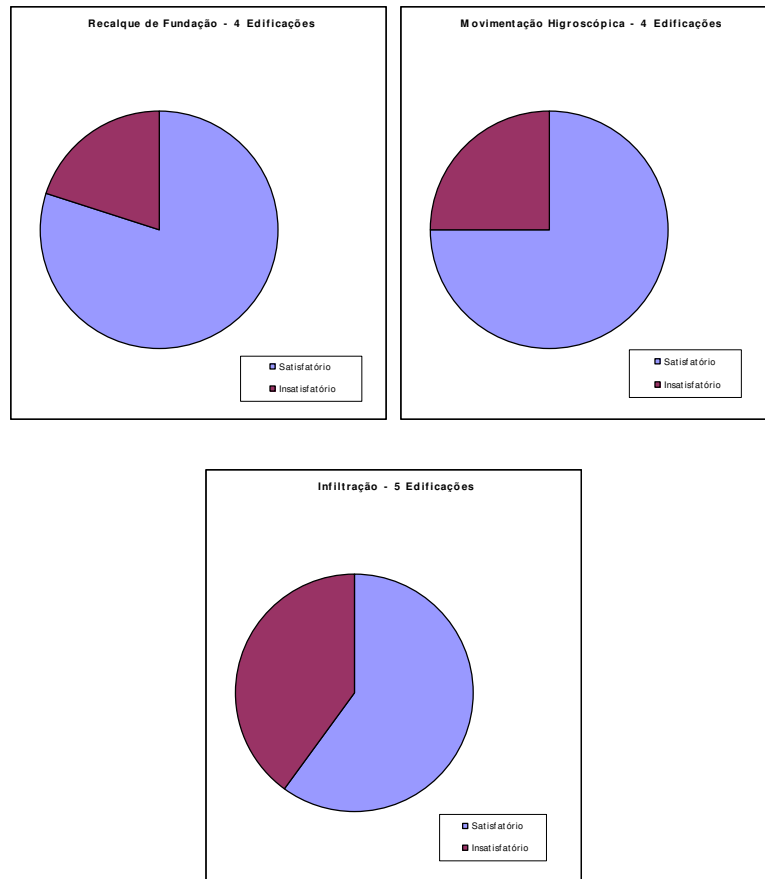 Recalque de Fundação - 4 Edificações
Satisfatório
Insatisfatório
Movimentação Higroscópica - 4 Edificações
Satisfatório
Insatisfatório
Infiltração - 5 Edificações
Satisfatório
Insatisfatório